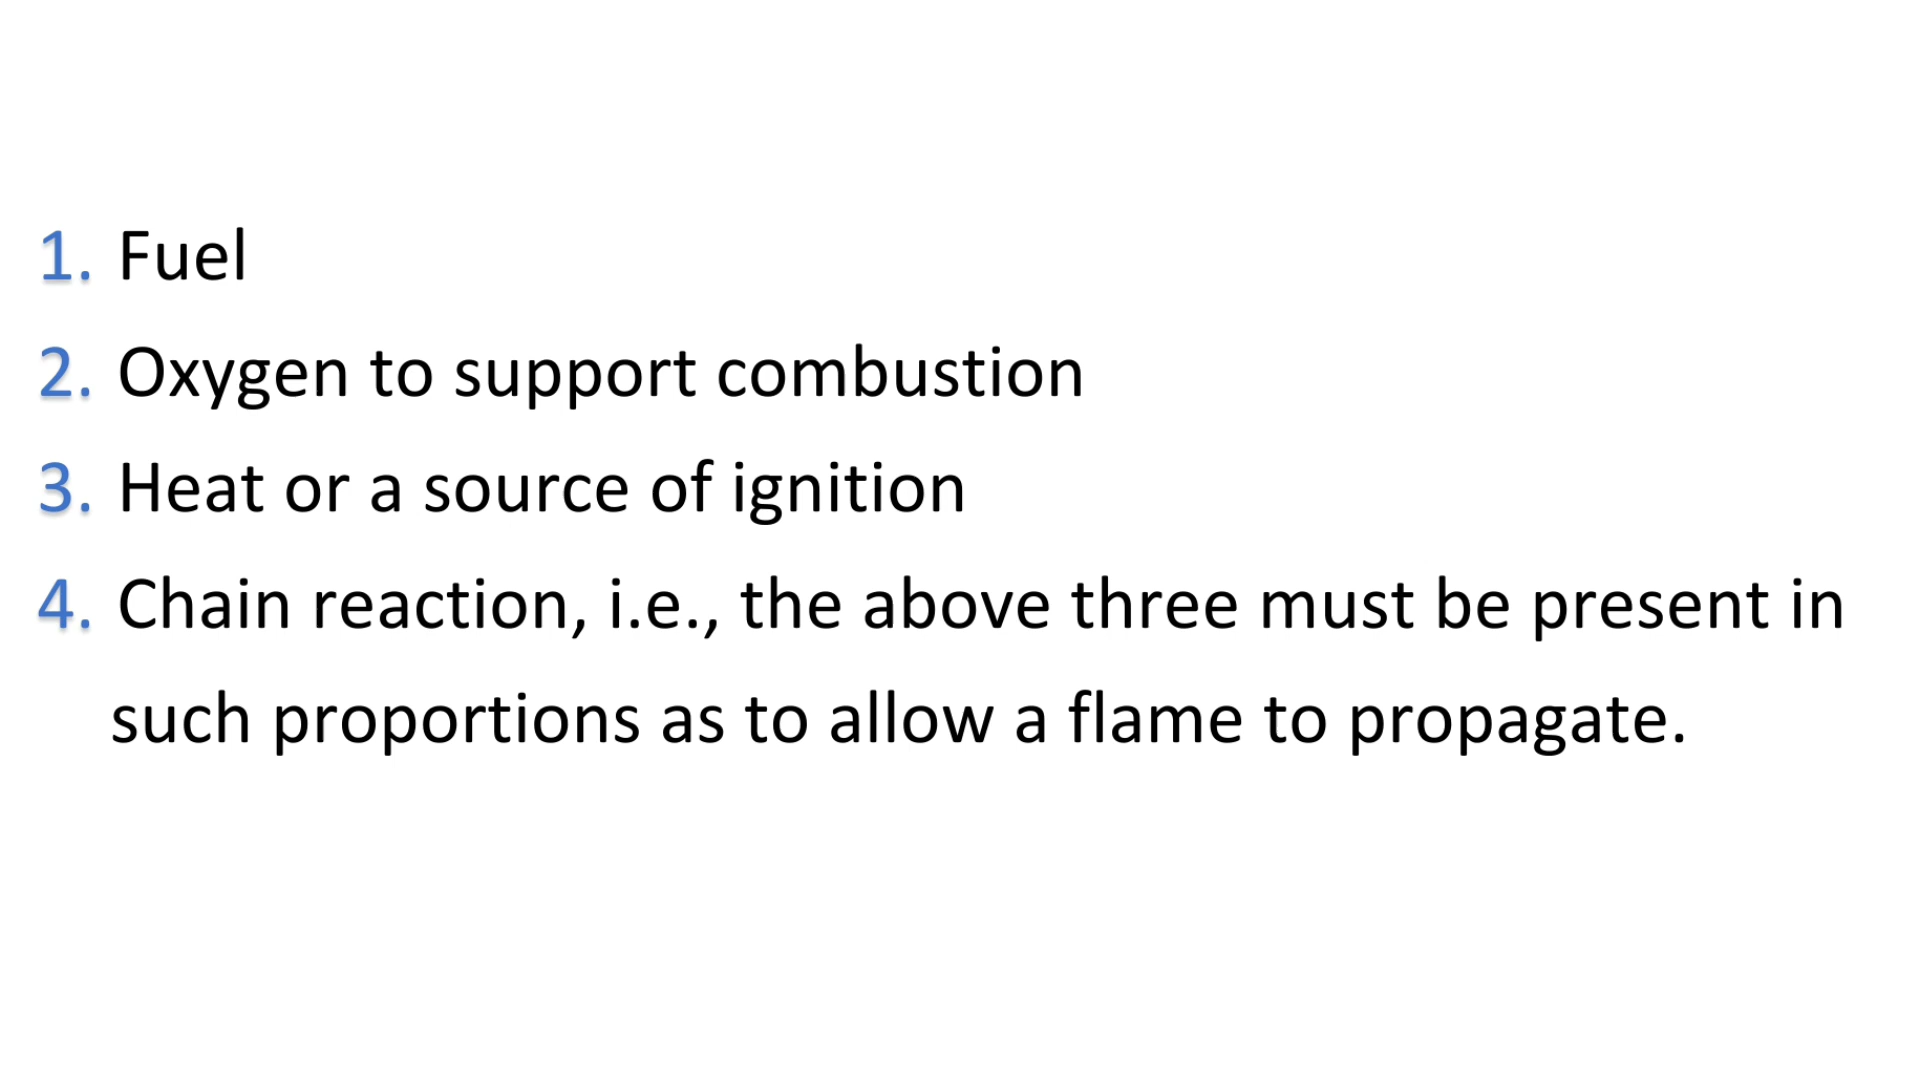 1. Fuel
2. Oxygen to support combustion
3. Heat or a source of ignition
4. Chain reaction, i.e., the above three must be present in
such proportions as to allow a flame to propagate.